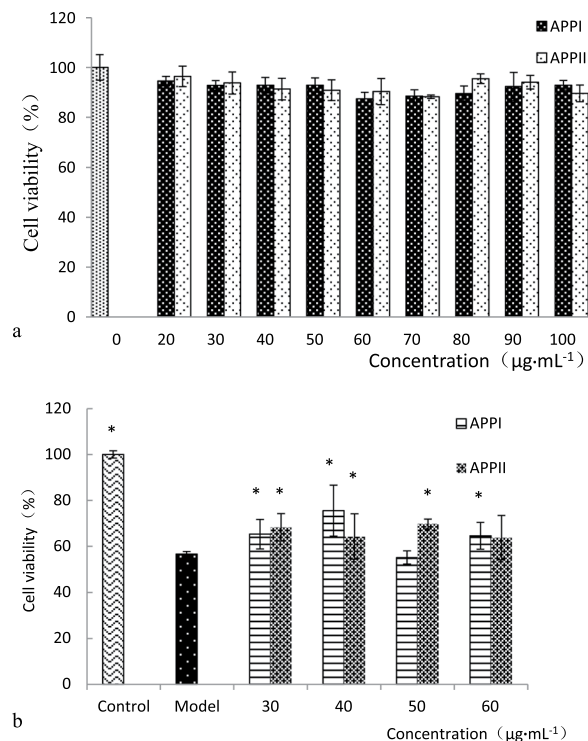 120
100
80
60
40
20
0
Cell viability（%）
APPI
APPII
0 20 30 40 50 60 70 80 90 100
Concentration（μg·mL-1）
a
120
100
80
60
40
20
0
Cell viability（%）
APPI
APPII
* * * * * * *
Control Model 30 40 50 60
Concentration（μg·mL-1）
b